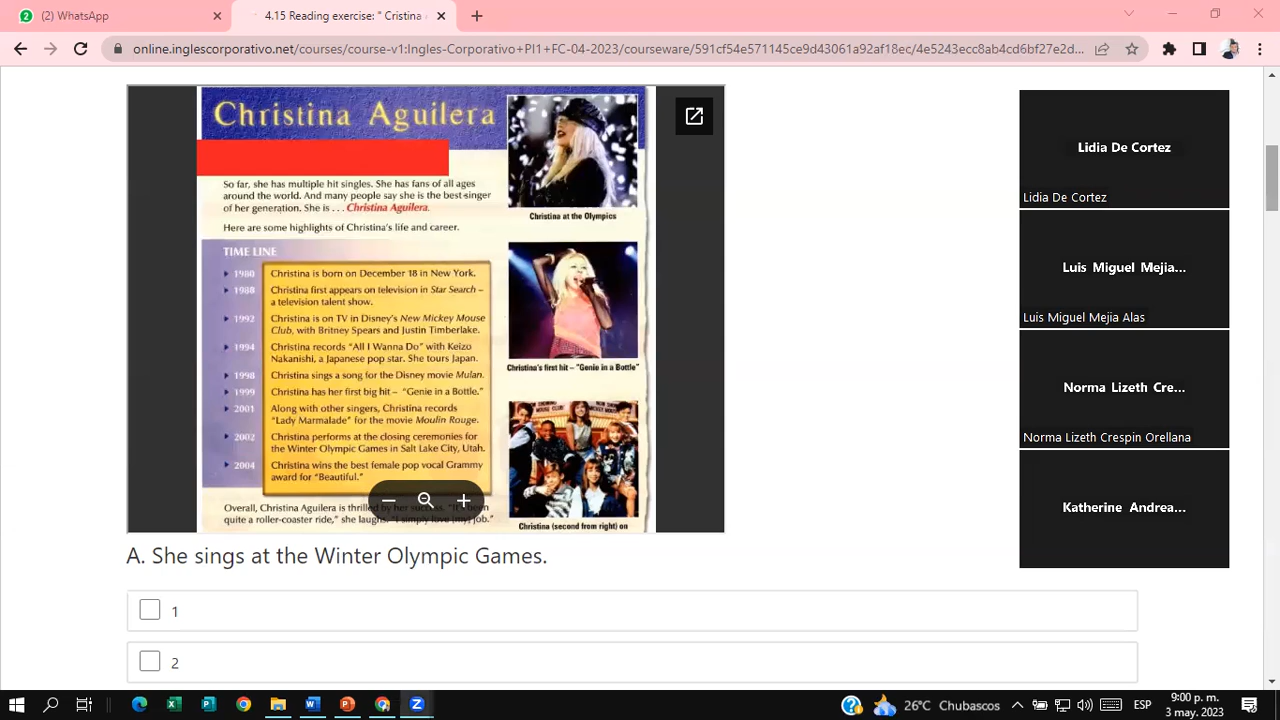 (2) WhatsApp
4.15 Reading exercise: " Cristina
online.inglescorporativo.net/courses/course-v1:Ingles-Corporativo+PI1+FC-04-2023/courseware/591cf54e571145ce9d43061a92af18ec/4e5243ecc8ab4cd6bf27e2d...
Christina Aguilera
So far, she has multiple hit singles. She has fans of all ages
around the world. And many people say she is the best singer
of her generation. She is . . . Christina Aguilera.
Here are some highlights of Christina's life and career.
Christina at the Olympics
TIME LINE
1980 Christina is born on December 18 in New York.
1988 Christina first appears on television in Star Search –
a television talent show.
1992 Christina is on TV in Disney's New Mickey Mouse
Club, with Britney Spears and Justin Timberlake.
1994 Christina records "All I Wanna Do" with Keizo
Nakanishi, a Japanese pop star. She tours Japan.
1998 Christina sings a song for the Disney movie Mulan.
1999 Christina has her first big hit – "Genie in a Bottle."
2001 Along with other singers, Christina records
"Lady Marmalade" for the movie Moulin Rouge.
2002 Christina performs at the closing ceremonies for
the Winter Olympic Games in Salt Lake City, Utah.
2004 Christina wins the best female pop vocal Grammy
award for "Beautiful."
Overall, Christina Aguilera is thrilled by her success. "It's been
quite a roller-coaster ride," she laughs. "I simply love [my] job."
Christina's first hit – "Genie in a Bottle"
Christina (second from right) on
A. She sings at the Winter Olympic Games.
1
2
Lidia De Cortez
Lidia De Cortez
Luis Miguel Mejia...
Luis Miguel Mejia Alas
Norma Lizeth Cre...
Norma Lizeth Crespin Orellana
Katherine Andrea...
26°C Chubascos
ESP
9:00 p. m.
3 may. 2023